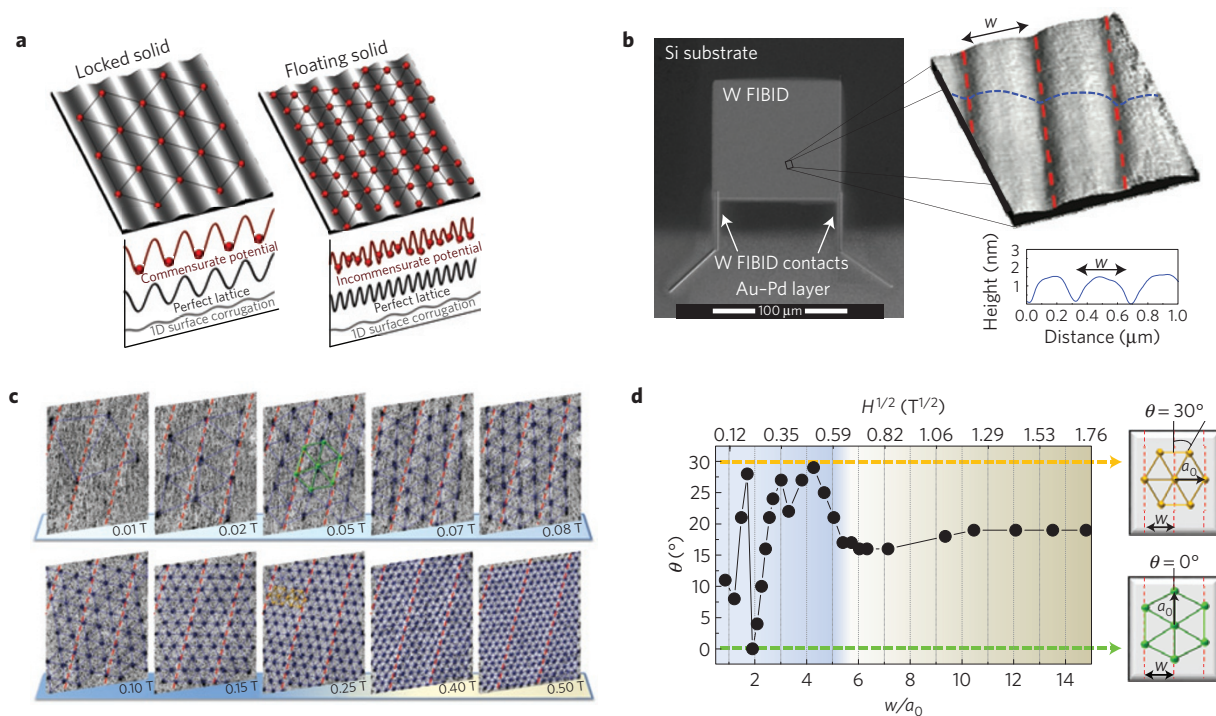 a
Locked solid
Floating solid
Commensurate potential
Perfect lattice
1D surface corrugation
Incommensurate potential
Perfect lattice
1D surface corrugation
b
Si substrate
W FIBID
W FIBID contacts
Au–Pd layer
100 μm
w
Height (nm)
3
2
1
w
0.0 0.2 0.4 0.6 0.8 1.0
Distance (μm)
c
0.01 T
0.02 T
0.05 T
0.07 T
0.08 T
0.10 T
0.15 T
0.25 T
0.40 T
0.50 T
d
H^1/2 (T^1/2)
0.12 0.35 0.59 0.82 1.06 1.29 1.53 1.76
θ (°)
30
25
20
15
10
5
0
2 4 6 8 10 12 14
w/a0
θ = 30°
a0
w
θ = 0°
a0
w